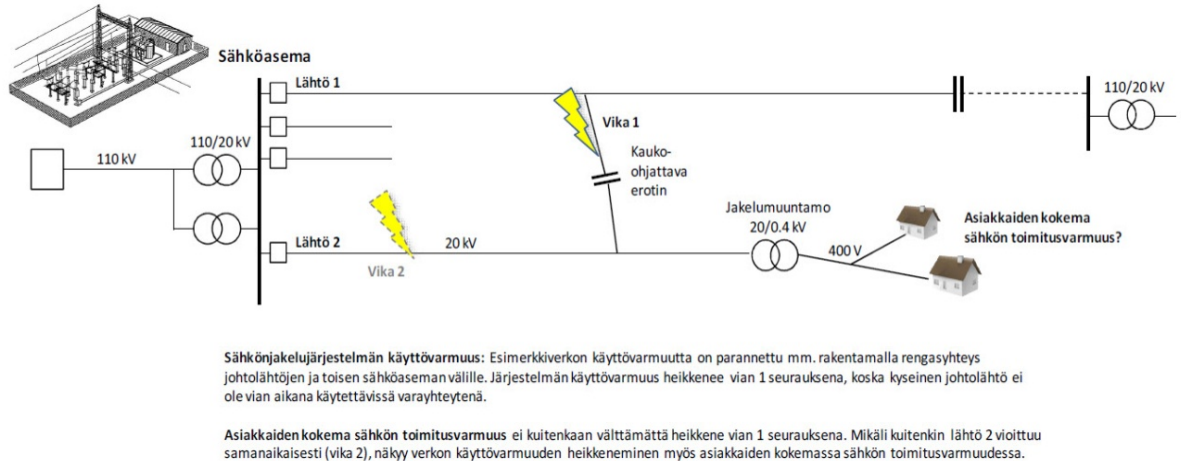 Sähköasema
Lähtö 1
110/20 kV
Vika 1
110/20 kV
110 kV
Kauko-
ohjattava
erotin
Jakelumuuntamo
20/0.4 kV
Asiakkaiden kokema
sähkön toimitusvarmuus?
Lähtö 2
20 kV
400 V
Vika 2
Sähkönjakelujärjestelmän käyttövarmuus: Esimerkkiverkon käyttövarmuutta on parannettu mm. rakentamalla rengasyhteys
johtolähtöjen ja toisen sähköaseman välille. Järjestelmän käyttövarmuus heikkenee vian 1 seurauksena, koska kyseinen johtolähtö ei
ole vian aikana käytettävissä varayhteytenä.
Asiakkaiden kokema sähkön toimitusvarmuus ei kuitenkaan välttämättä heikkene vian 1 seurauksena. Mikäli kuitenkin lähtö 2 vioittuu
samanaikaisesti (vika 2), näkyy verkon käyttövarmuuden heikkeneminen myös asiakkaiden kokemassa sähkön toimitusvarmuudessa.